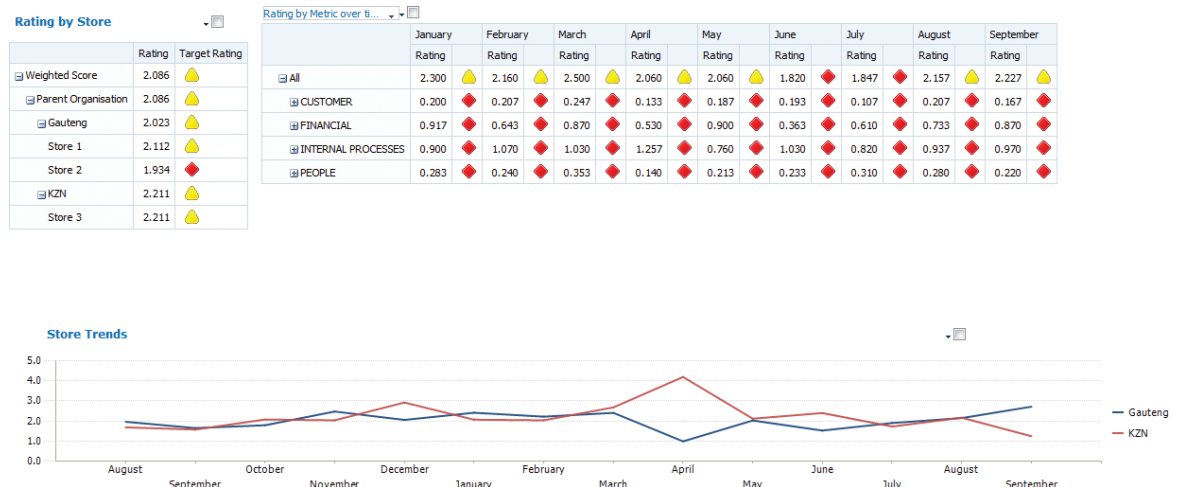 Rating by Store
Rating Target Rating
Weighted Score 2.086
Parent Organisation 2.086
Gauteng 2.023
Store 1 2.112
Store 2 1.934
KZN 2.211
Store 3 2.211
Rating by Metric over ti...
January February March April May June July August September
Rating Rating Rating Rating Rating Rating Rating Rating Rating
All 2.300 2.160 2.500 2.060 2.060 1.820 1.847 2.157 2.227
CUSTOMER 0.200 0.207 0.247 0.133 0.187 0.193 0.107 0.207 0.167
FINANCIAL 0.917 0.643 0.870 0.530 0.900 0.363 0.610 0.733 0.870
INTERNAL PROCESSES 0.900 1.070 1.030 1.257 0.760 1.030 0.820 0.937 0.970
PEOPLE 0.283 0.240 0.353 0.140 0.213 0.233 0.310 0.280 0.220
Store Trends
5.0
4.0
3.0
2.0
1.0
0.0
August October December February April June August
September November January March May July September
Gauteng
KZN